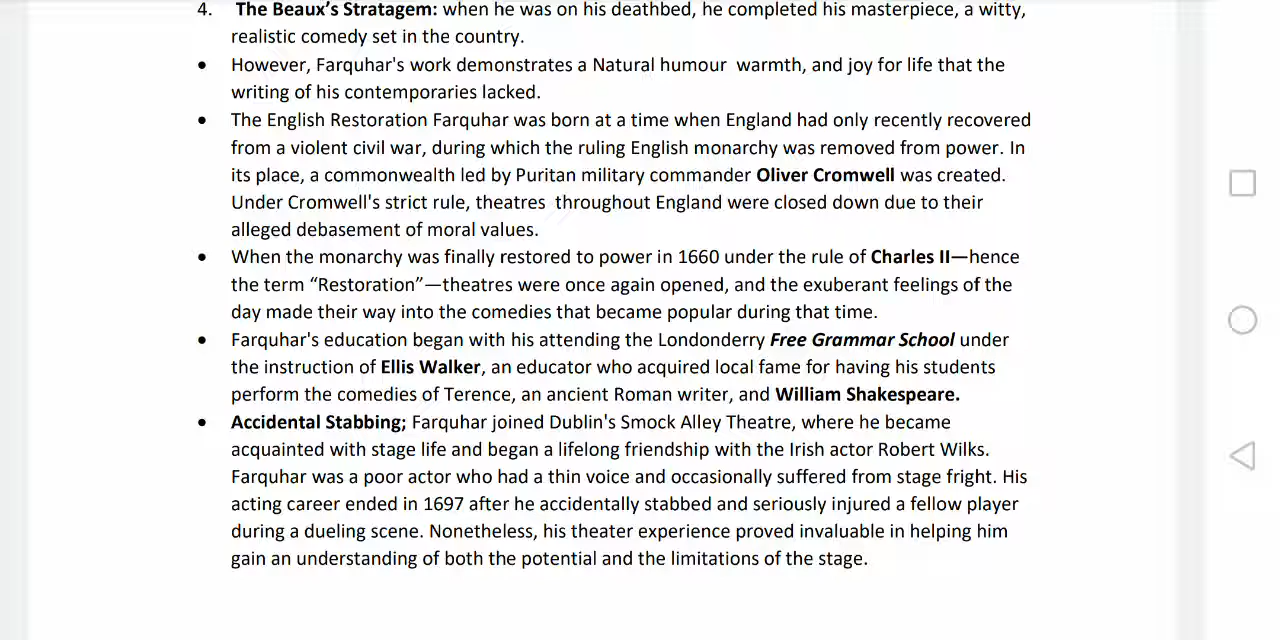 4. The Beaux’s Stratagem: when he was on his deathbed, he completed his masterpiece, a witty,
realistic comedy set in the country.
• However, Farquhar's work demonstrates a Natural humour  warmth, and joy for life that the
writing of his contemporaries lacked.
• The English Restoration Farquhar was born at a time when England had only recently recovered
from a violent civil war, during which the ruling English monarchy was removed from power. In
its place, a commonwealth led by Puritan military commander Oliver Cromwell was created.
Under Cromwell's strict rule, theatres  throughout England were closed down due to their
alleged debasement of moral values.
• When the monarchy was finally restored to power in 1660 under the rule of Charles II—hence
the term “Restoration”—theatres were once again opened, and the exuberant feelings of the
day made their way into the comedies that became popular during that time.
• Farquhar's education began with his attending the Londonderry Free Grammar School under
the instruction of Ellis Walker, an educator who acquired local fame for having his students
perform the comedies of Terence, an ancient Roman writer, and William Shakespeare.
• Accidental Stabbing; Farquhar joined Dublin's Smock Alley Theatre, where he became
acquainted with stage life and began a lifelong friendship with the Irish actor Robert Wilks.
Farquhar was a poor actor who had a thin voice and occasionally suffered from stage fright. His
acting career ended in 1697 after he accidentally stabbed and seriously injured a fellow player
during a dueling scene. Nonetheless, his theater experience proved invaluable in helping him
gain an understanding of both the potential and the limitations of the stage.